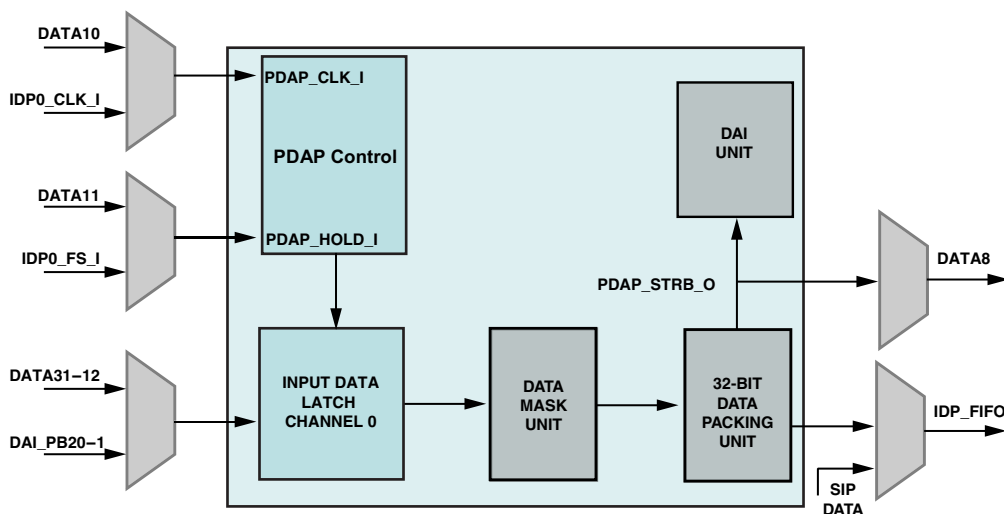 DATA10
IDP0_CLK_I
PDAP_CLK_I
PDAP Control
DAI
UNIT
DATA11
IDP0_FS_I
PDAP_HOLD_I
PDAP_STRB_O
DATA8
DATA31–12
DAI_PB20-1
INPUT DATA
LATCH
CHANNEL 0
DATA
MASK
UNIT
32-BIT
DATA
PACKING
UNIT
IDP_FIFO
SIP
DATA